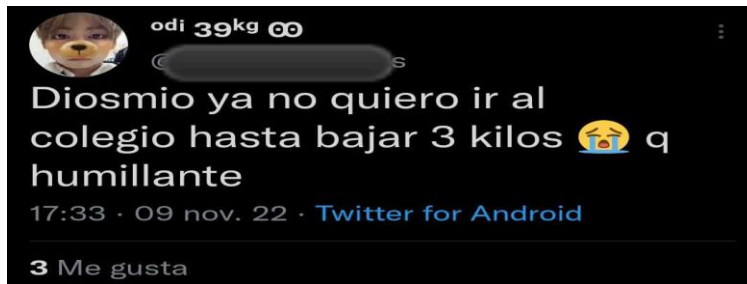 odi 39kg ꙭ
@ s
Diosmio ya no quiero ir al
colegio hasta bajar 3 kilos 😭 q
humillante
17:33 · 09 nov. 22 · Twitter for Android
3 Me gusta